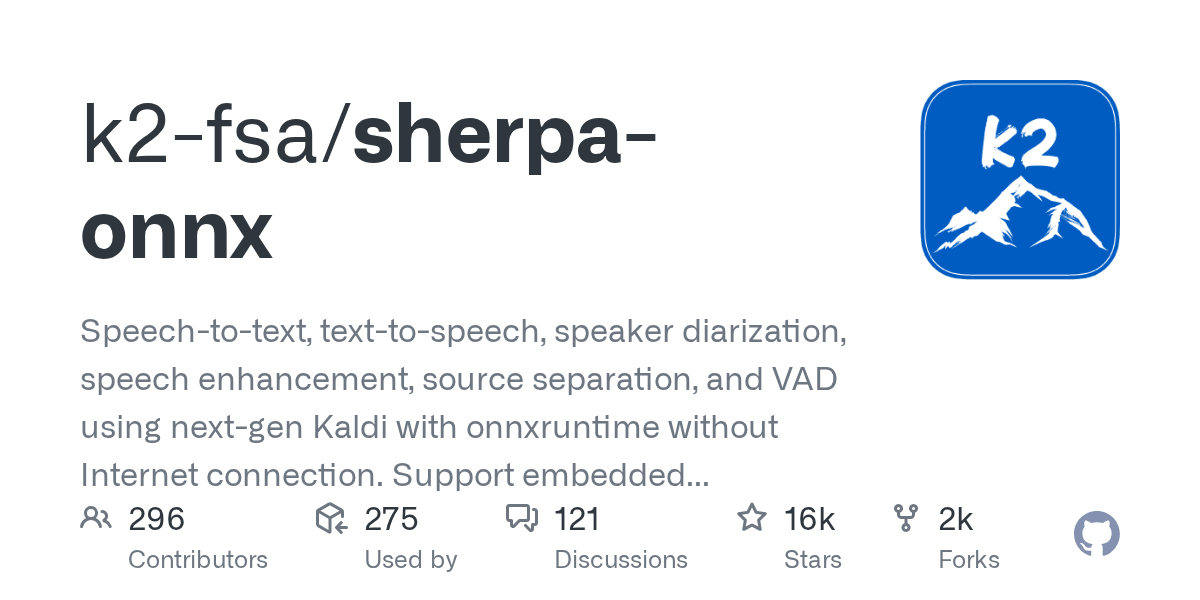 k2-fsa/sherpa-
onnx
k2
Speech-to-text, text-to-speech, speaker diarization,
speech enhancement, source separation, and VAD
using next-gen Kaldi with onnxruntime without
Internet connection. Support embedded...
296
Contributors
275
Used by
121
Discussions
16k
Stars
2k
Forks